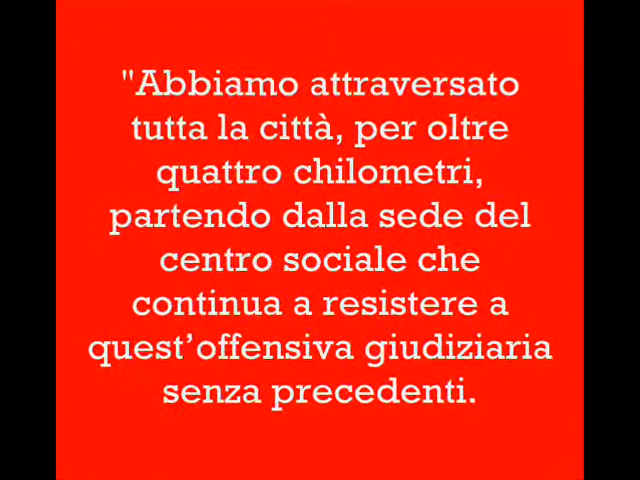 "Abbiamo attraversato
tutta la città, per oltre
quattro chilometri,
partendo dalla sede del
centro sociale che
continua a resistere a
quest’offensiva giudiziaria
senza precedenti.